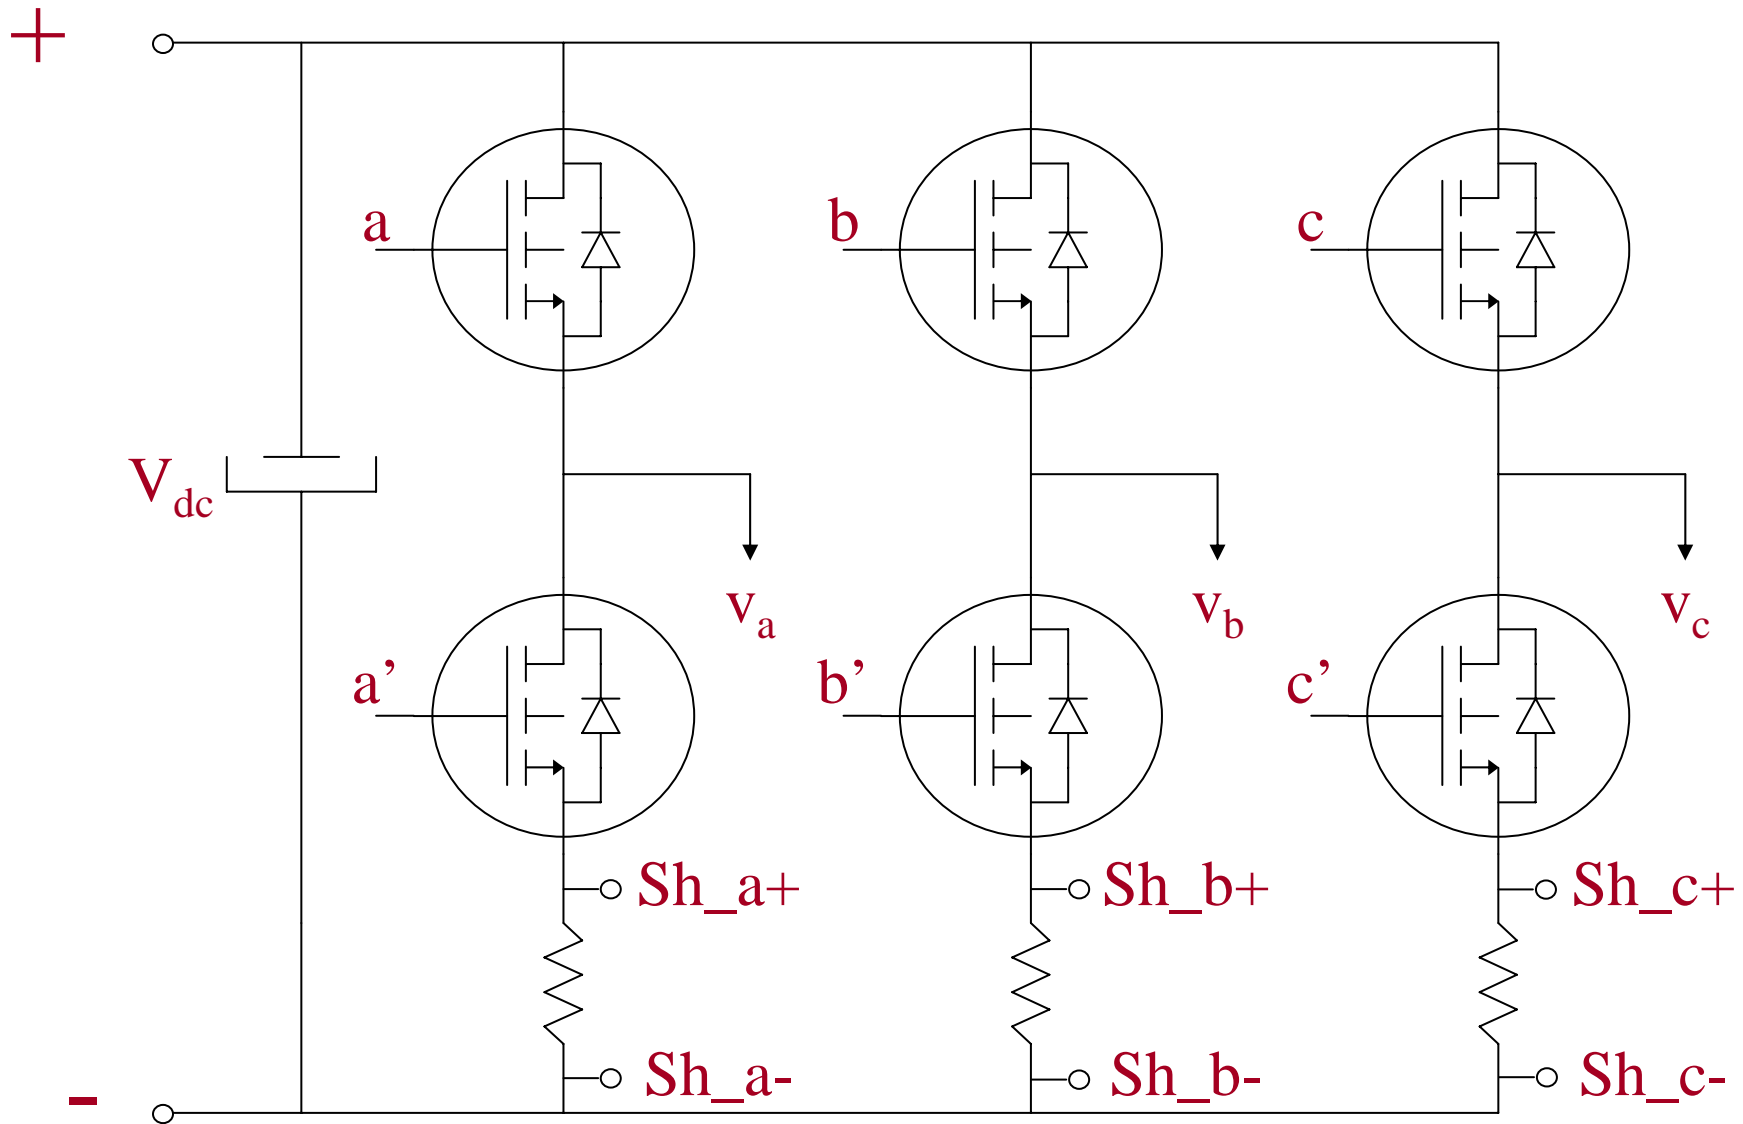 +
a
b
c
Vdc
va
vb
vc
a’
b’
c’
Sh_a+
Sh_b+
Sh_c+
Sh_a-
Sh_b-
Sh_c-
-